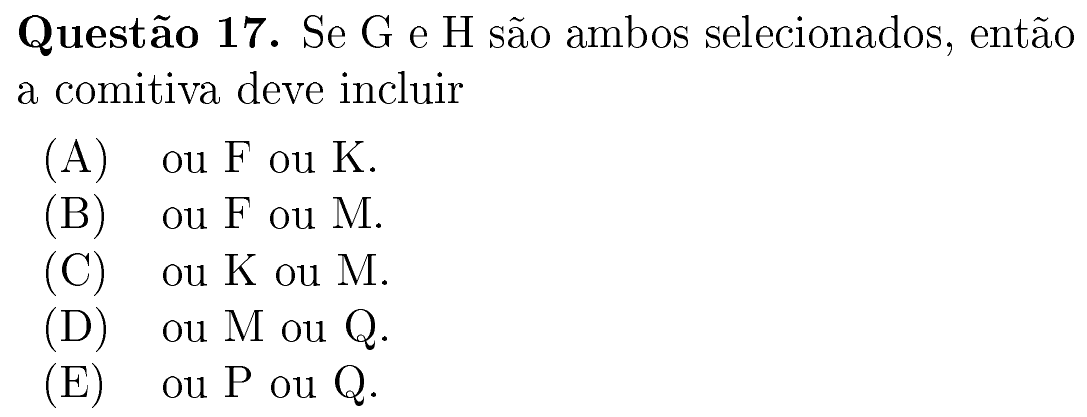 Questão 17. Se G e H são ambos selecionados, então
a comitiva deve incluir
(A) ou F ou K.
(B) ou F ou M.
(C) ou K ou M.
(D) ou M ou Q.
(E) ou P ou Q.